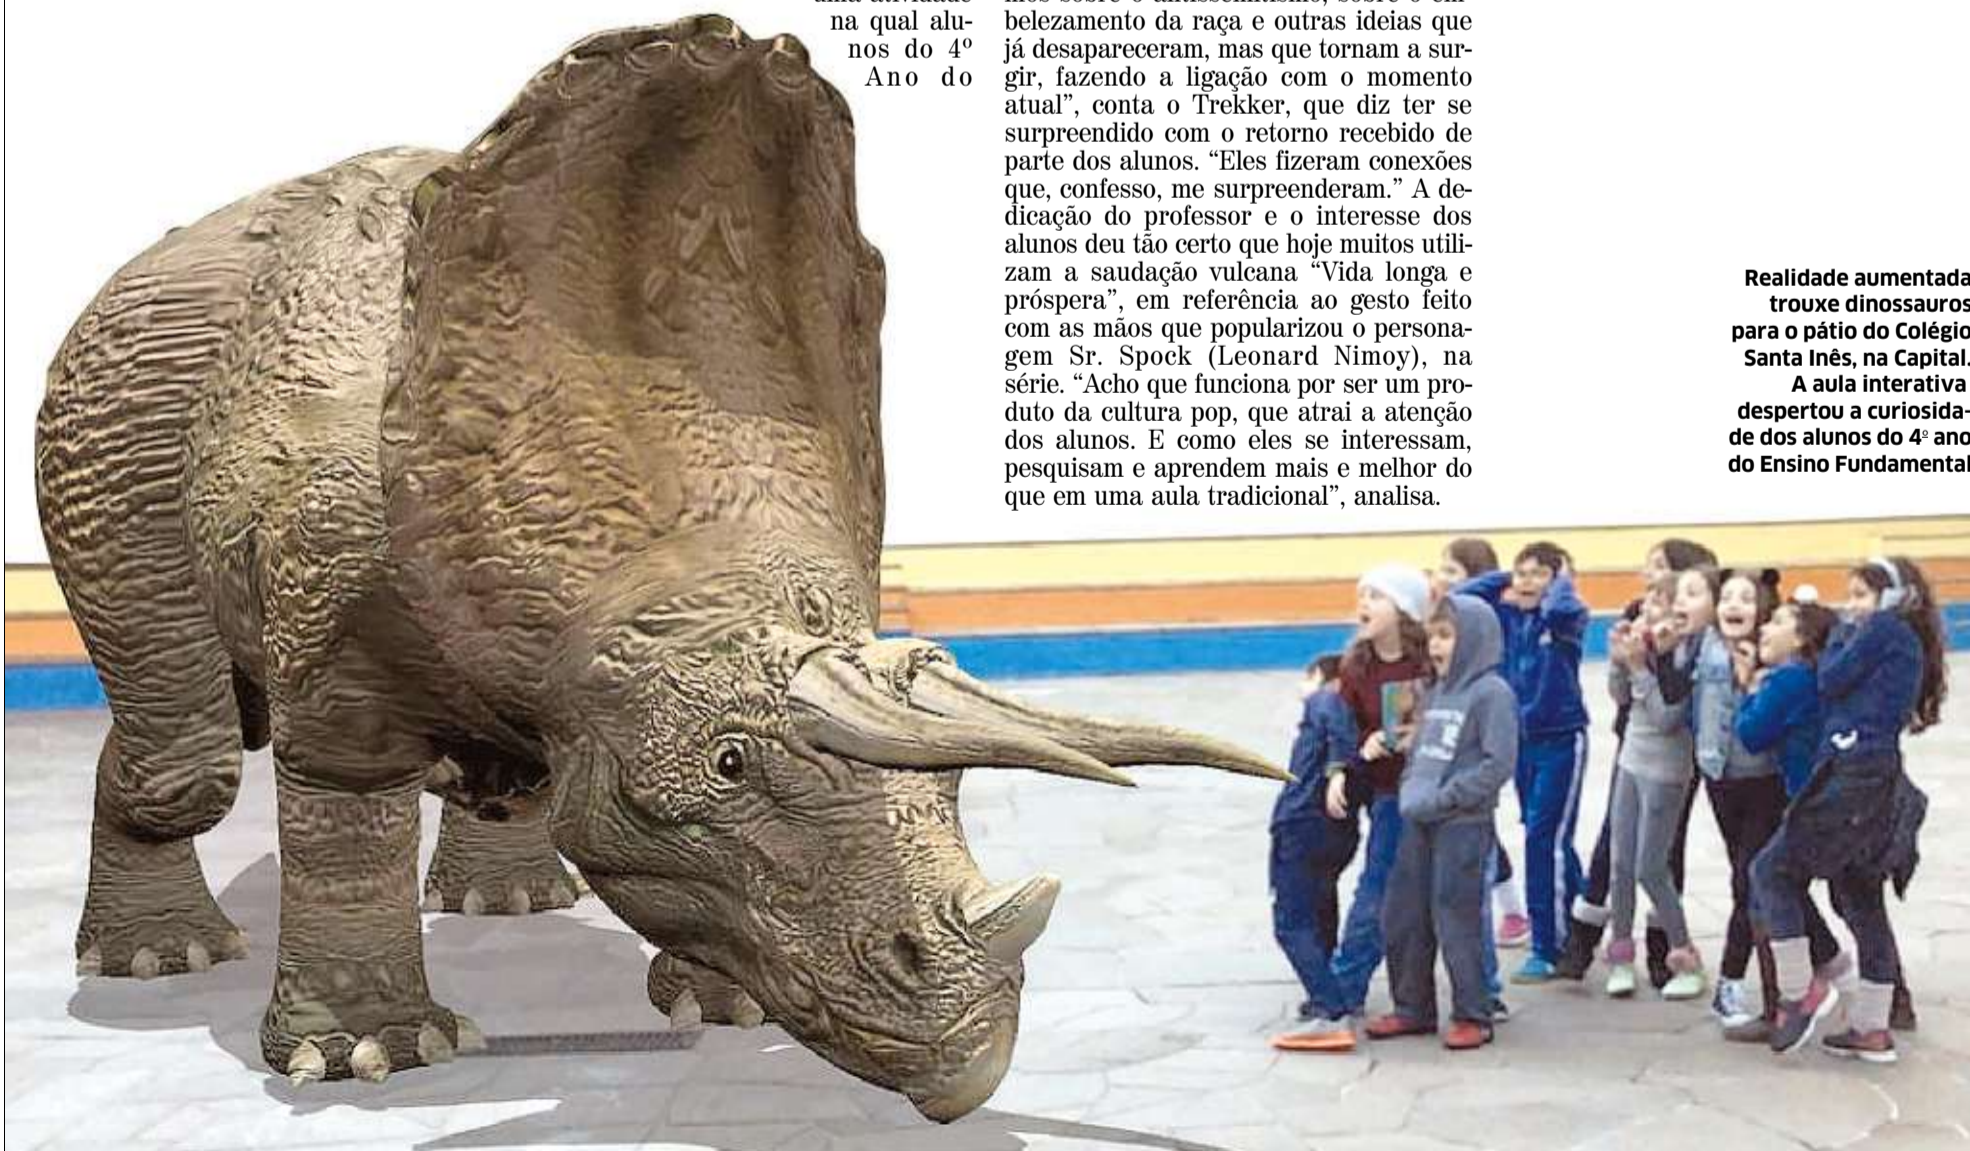 na qual alu-
nos do 4º
Ano do
belezamento da raça e outras ideias que
já desapareceram, mas que tornam a sur-
gir, fazendo a ligação com o momento
atual”, conta o Trekker, que diz ter se
surpreendido com o retorno recebido de
parte dos alunos. “Eles fizeram conexões
que, confesso, me surpreenderam.” A de-
dicação do professor e o interesse dos
alunos deu tão certo que hoje muitos utili-
zam a saudação vulcana “Vida longa e
próspera”, em referência ao gesto feito
com as mãos que popularizou o persona-
gem Sr. Spock (Leonard Nimoy), na
série. “Acho que funciona por ser um pro-
duto da cultura pop, que atrai a atenção
dos alunos. E como eles se interessam,
pesquisam e aprendem mais e melhor do
que em uma aula tradicional”, analisa.
Realidade aumentada
trouxe dinossauros
para o pátio do Colégio
Santa Inês, na Capital.
A aula interativa
despertou a curiosida-
de dos alunos do 4º ano
do Ensino Fundamental